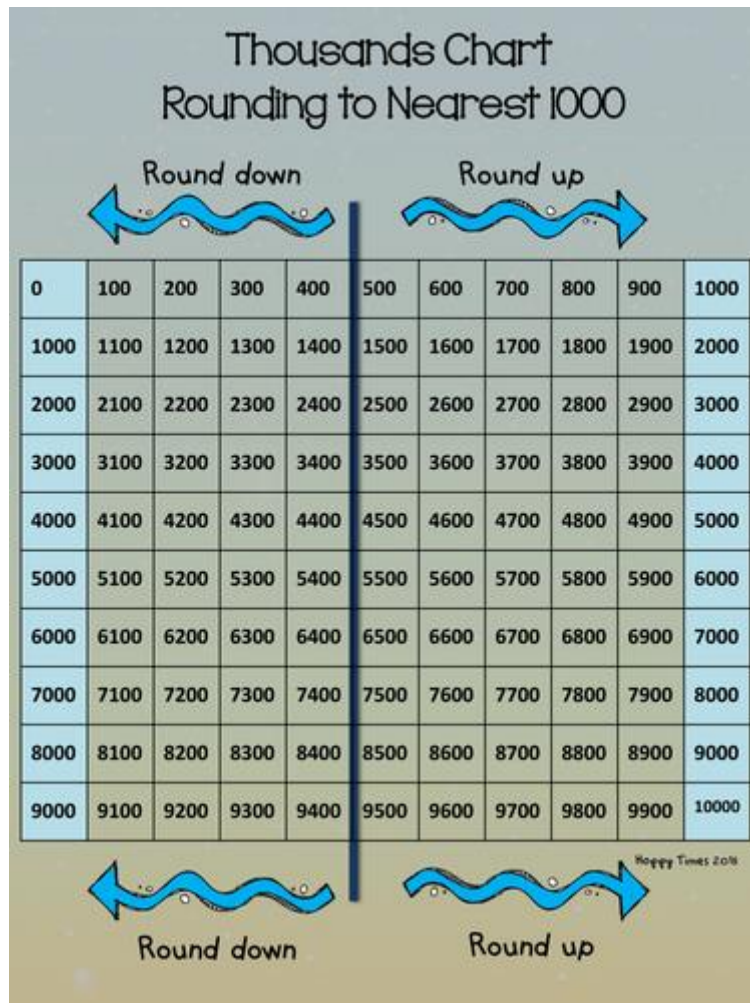 Thousands Chart
Rounding to Nearest 1000
Round down Round up
0 100 200 300 400 500 600 700 800 900 1000
1000 1100 1200 1300 1400 1500 1600 1700 1800 1900 2000
2000 2100 2200 2300 2400 2500 2600 2700 2800 2900 3000
3000 3100 3200 3300 3400 3500 3600 3700 3800 3900 4000
4000 4100 4200 4300 4400 4500 4600 4700 4800 4900 5000
5000 5100 5200 5300 5400 5500 5600 5700 5800 5900 6000
6000 6100 6200 6300 6400 6500 6600 6700 6800 6900 7000
7000 7100 7200 7300 7400 7500 7600 7700 7800 7900 8000
8000 8100 8200 8300 8400 8500 8600 8700 8800 8900 9000
9000 9100 9200 9300 9400 9500 9600 9700 9800 9900 10000
Times
Round down Round up